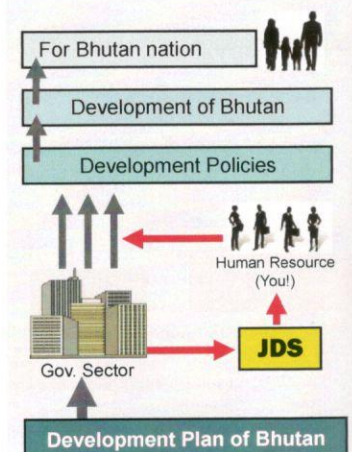 For Bhutan nation
Development of Bhutan
Development Policies
Human Resource
(You!)
JDS
Gov. Sector
Development Plan of Bhutan